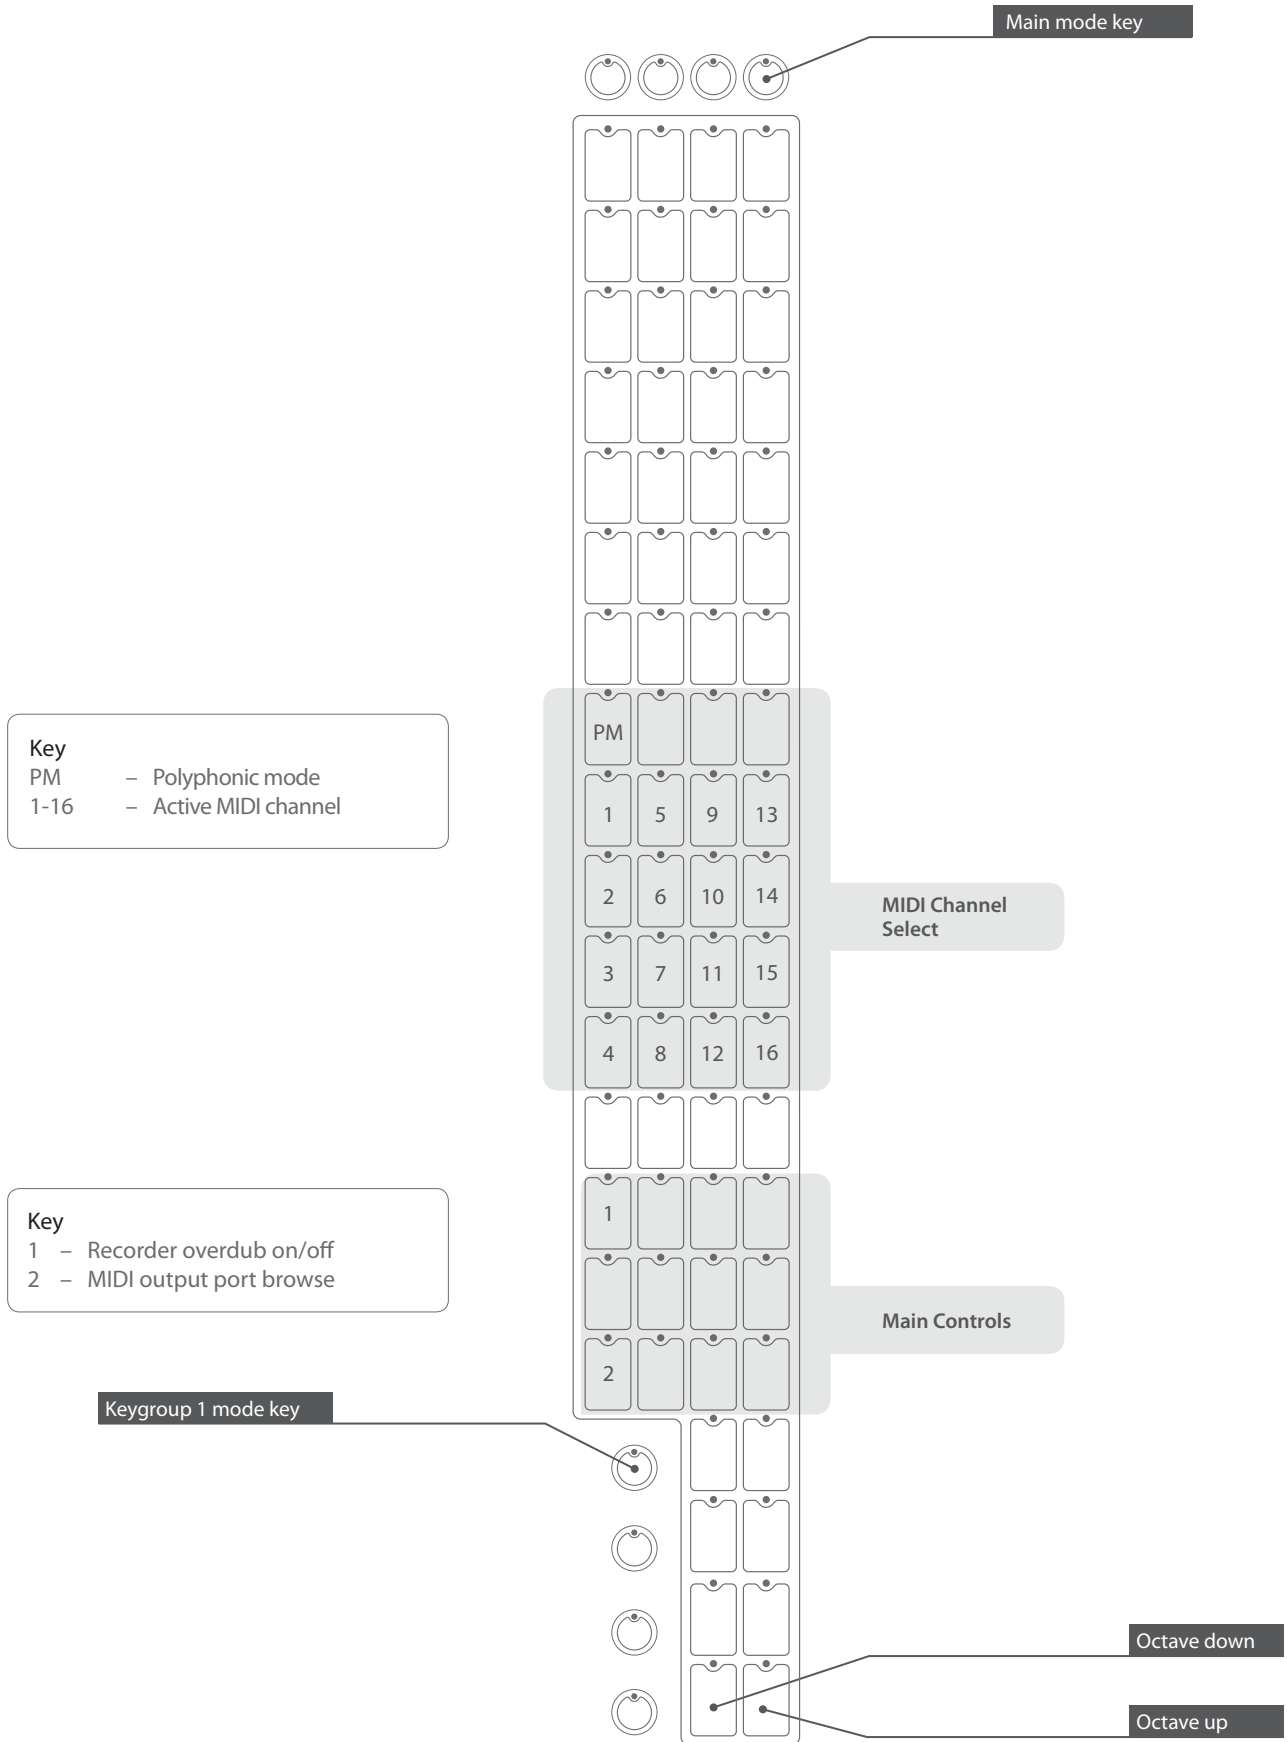 Main mode key
PM
Key
PM – Polyphonic mode
1-16 – Active MIDI channel
1 5 9 13
2 6 10 14
MIDI Channel
Select
3 7 11 15
4 8 12 16
1
Key
1 – Recorder overdub on/off
2 – MIDI output port browse
Main Controls
2
Keygroup 1 mode key
Octave down
Octave up